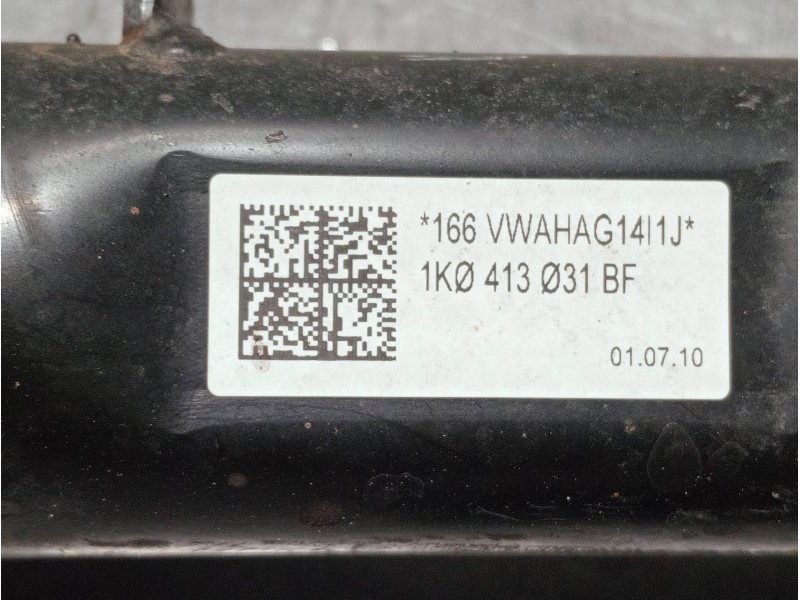 *166 VWAHAG14I1J*
1KØ 413 Ø31 BF
01.07.10